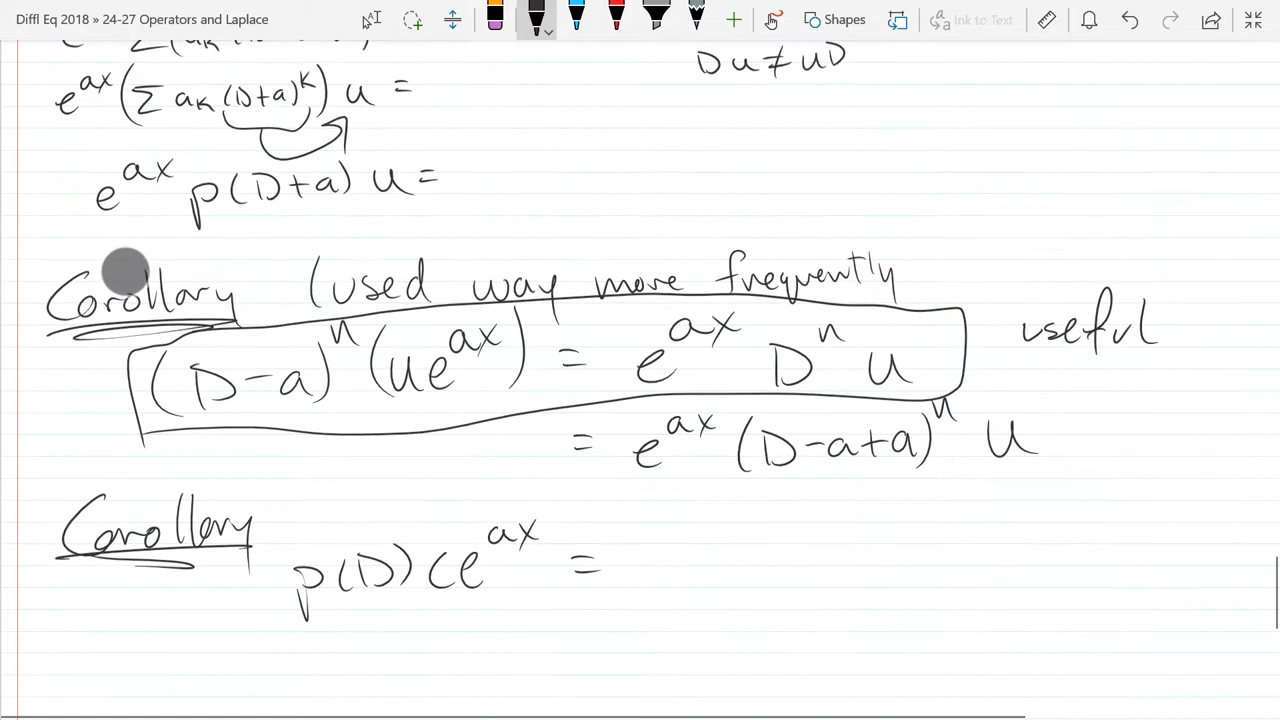 Diffl Eq 2018 » 24-27 Operators and Laplace
Shapes
Ink to Text
Du ≠ uD
e^{ax} (∑ a_k (D+a)^k) u =
e^{ax} p(D+a) u =
Corollary (used way more frequently
(D-a)^n (ue^{ax}) = e^{ax} D^n u useful
= e^{ax} (D-a+a)^n u
Corollary p(D) ce^{ax} =